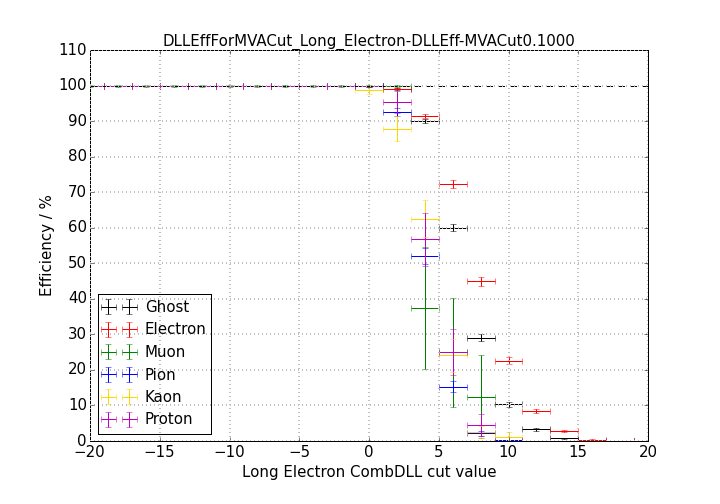 DLLEffForMVACut_Long_Electron-DLLEff-MVACut0.1000
110
100
90
80
70
60
50
40
30
20
10
0
Efficiency / %
Ghost
Electron
Muon
Pion
Kaon
Proton
−20 −15 −10 −5 0 5 10 15 20
Long Electron CombDLL cut value